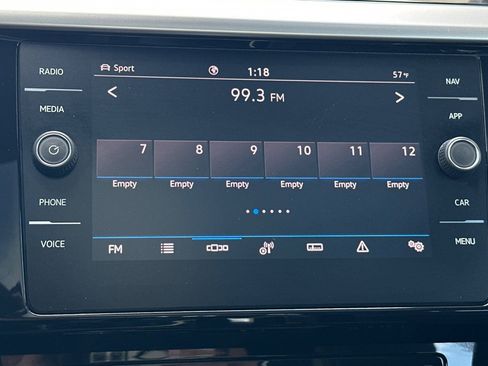 RADIO
MEDIA
PHONE
VOICE
Sport 1:18 57°F
< 99.3 FM >
7 8 9 10 11 12
Empty Empty Empty Empty Empty Empty
FM
NAV
APP
CAR
MENU